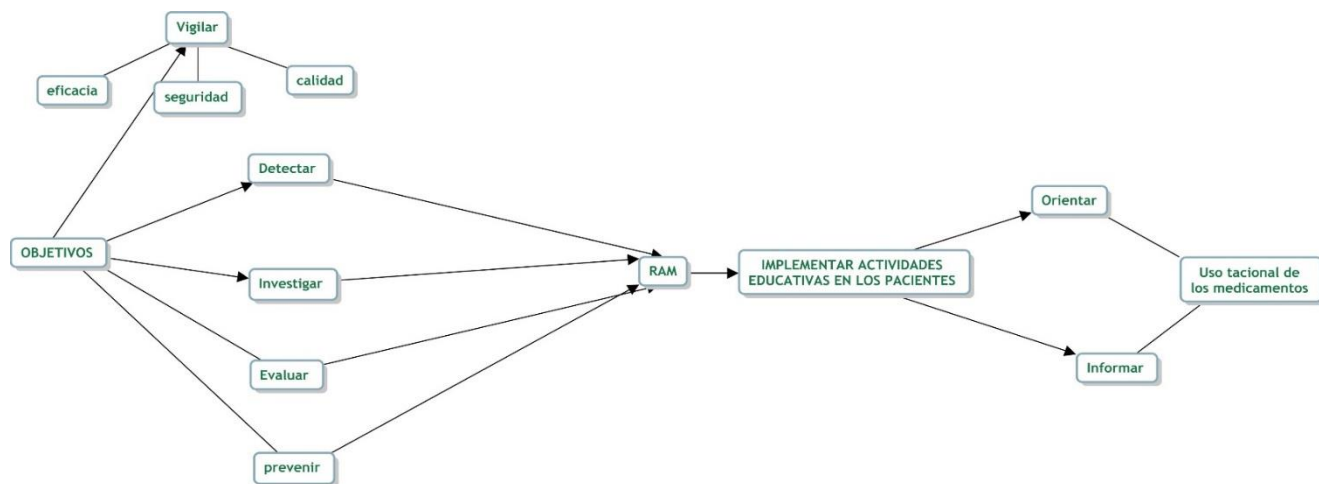 Vigilar
eficacia
seguridad
calidad
Detectar
OBJETIVOS
Investigar
Evaluar
prevenir
RAM
IMPLEMENTAR ACTIVIDADES
EDUCATIVAS EN LOS PACIENTES
Orientar
Informar
Uso tacional de
los medicamentos